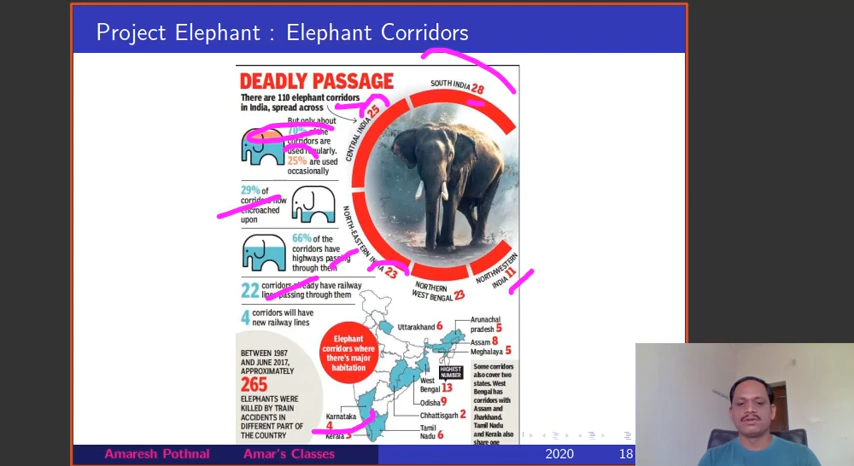 Project Elephant : Elephant Corridors
DEADLY PASSAGE
There are 110 elephant corridors
in India, spread across
But only about
70% of the
corridors are
used regularly.
25% are used
occasionally
29% of
corridors now
encroached
upon
66% of the
corridors have
highways passing
through them
22 corridors already have railway
lines passing through them
4 corridors will have
new railway lines
BETWEEN 1987
AND JUNE 2017,
APPROXIMATELY
265
ELEPHANTS WERE
KILLED BY TRAIN
ACCIDENTS IN
DIFFERENT PART OF
THE COUNTRY
SOUTH INDIA 28
CENTRAL INDIA 25
NORTH-EASTERN INDIA 23
NORTHERN
WEST BENGAL 23
NORTHWESTERN
INDIA 11
Elephant
corridors where
there's major
habitation
Uttarakhand 6
Arunachal
pradesh 5
Assam 8
Meghalaya 5
HIGHEST
NUMBER
West
Bengal 13
Odisha 9
Chhattisgarh 2
Tamil
Nadu 6
Karnataka
4
Kerala 3
Some corridors
also cover two
states. West
Bengal has
corridors with
Assam and
Jharkhand.
Tamil Nadu
and Kerala also
share one
Amaresh Pothnal Amar's Classes 2020 18